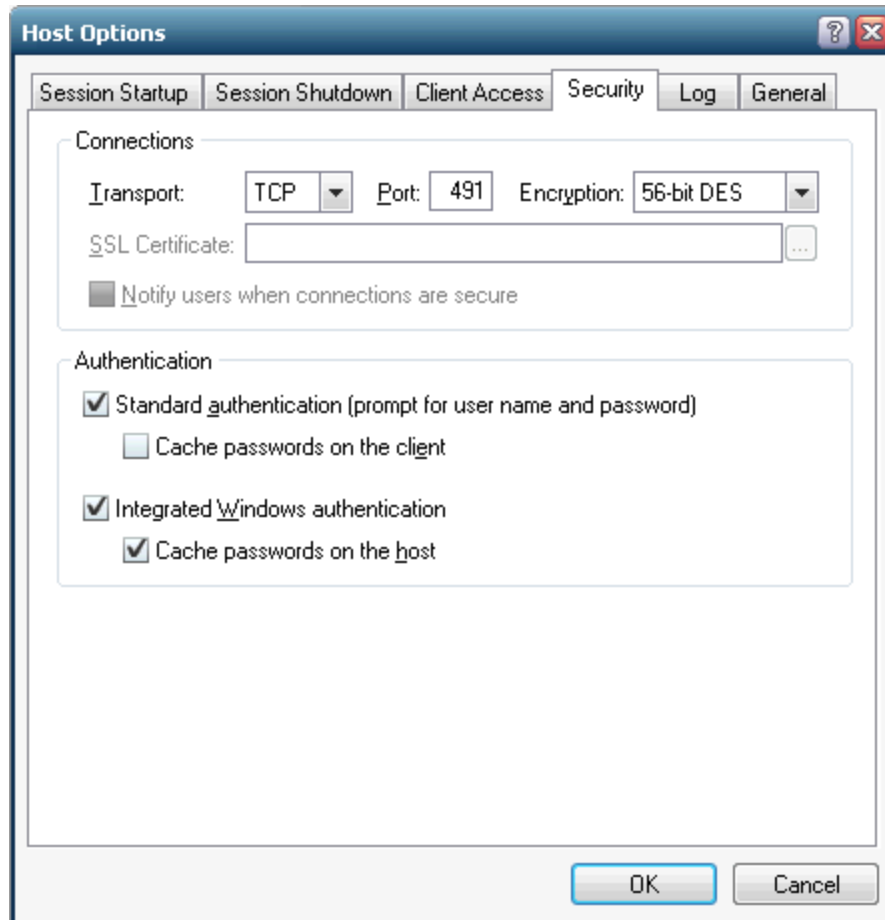 Host Options
Session Startup Session Shutdown Client Access Security Log General
Connections
Transport: TCP Port: 491 Encryption: 56-bit DES
SSL Certificate: ...
Notify users when connections are secure
Authentication
Standard authentication (prompt for user name and password)
Cache passwords on the client
Integrated Windows authentication
Cache passwords on the host
OK Cancel